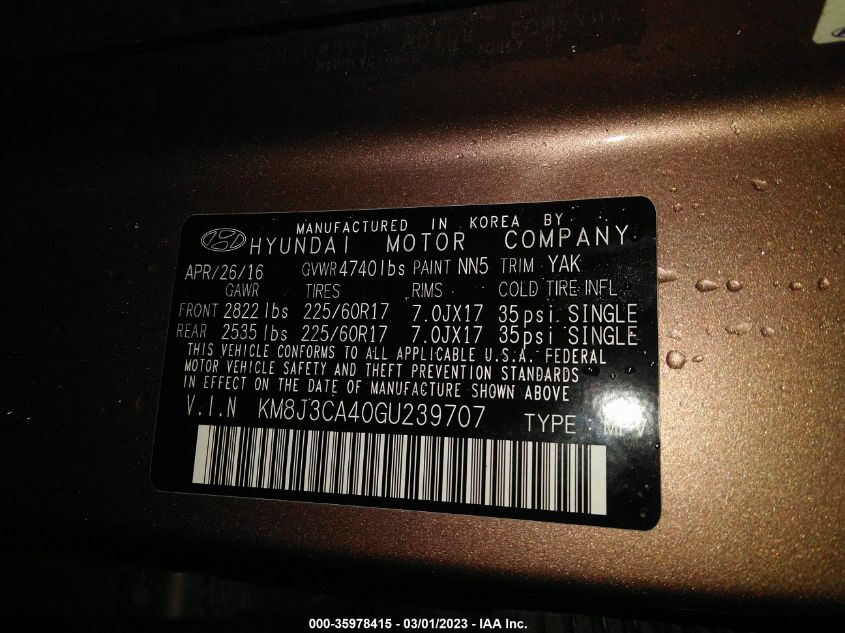 MANUFACTURED IN KOREA BY
HYUNDAI MOTOR COMPANY
APR/26/16 GVWR 4740lbs PAINT NN5 TRIM YAK
GAWR TIRES RIMS COLD TIRE INFL
FRONT 2822 lbs 225/60R17 7.0JX17 35psi SINGLE
REAR 2535 lbs 225/60R17 7.0JX17 35psi SINGLE
THIS VEHICLE CONFORMS TO ALL APPLICABLE U.S.A. FEDERAL
MOTOR VEHICLE SAFETY AND THEFT PREVENTION STANDARDS
IN EFFECT ON THE DATE OF MANUFACTURE SHOWN ABOVE
V.I.N KM8J3CA40GU239707 TYPE : MPV
000-35978415 - 03/01/2023 - IAA Inc.